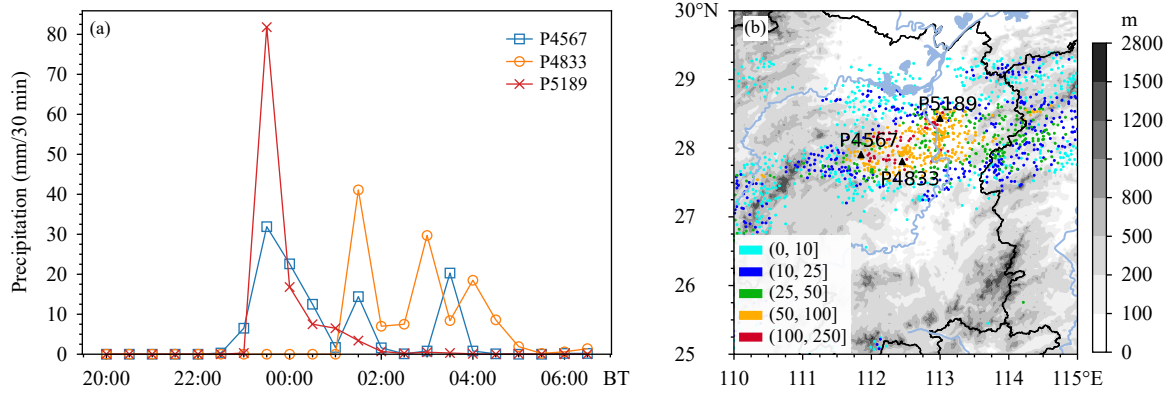 (a)
P4567
P4833
P5189
Precipitation (mm/30 min)
80
70
60
50
40
30
20
10
0
20:00 22:00 00:00 02:00 04:00 06:00 BT
(b)
30°N
29
28
27
26
25
110 111 112 113 114 115°E
P5189
P4567
P4833
(0, 10]
(10, 25]
(25, 50]
(50, 100]
(100, 250]
m
2800
1500
1000
800
500
200
100
0